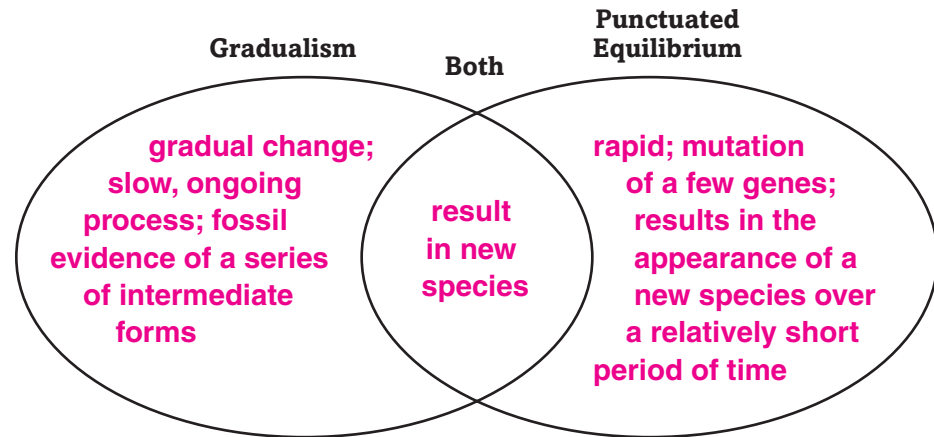 Gradualism
Both
Punctuated
Equilibrium
gradual change;
slow, ongoing
process; fossil
evidence of a series
of intermediate
forms
result
in new
species
rapid; mutation
of a few genes;
results in the
appearance of a
new species over
a relatively short
period of time